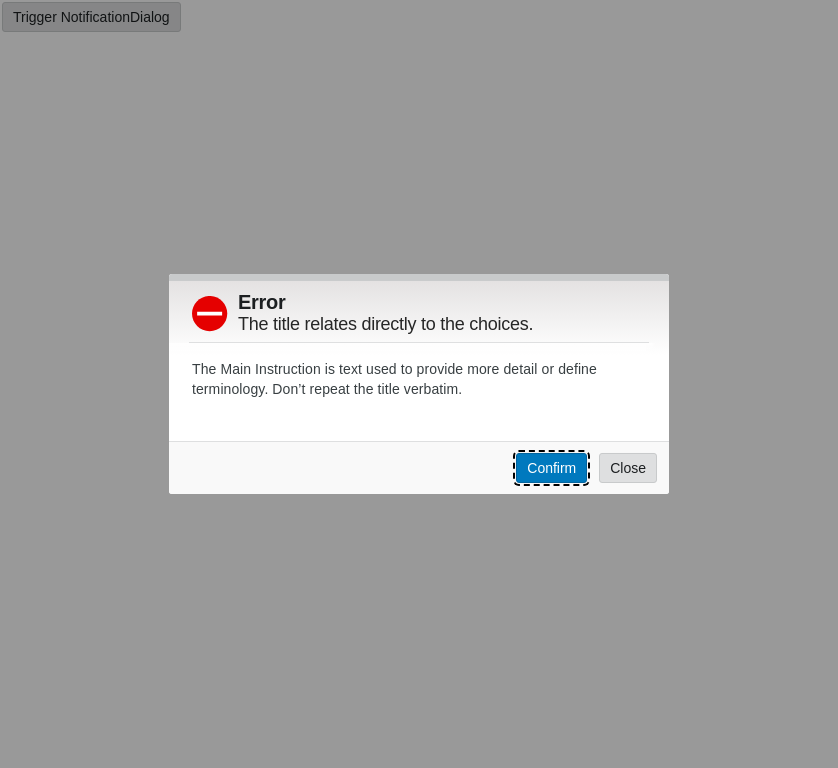 Trigger NotificationDialog
Error
The title relates directly to the choices.
The Main Instruction is text used to provide more detail or define
terminology. Don’t repeat the title verbatim.
Confirm
Close